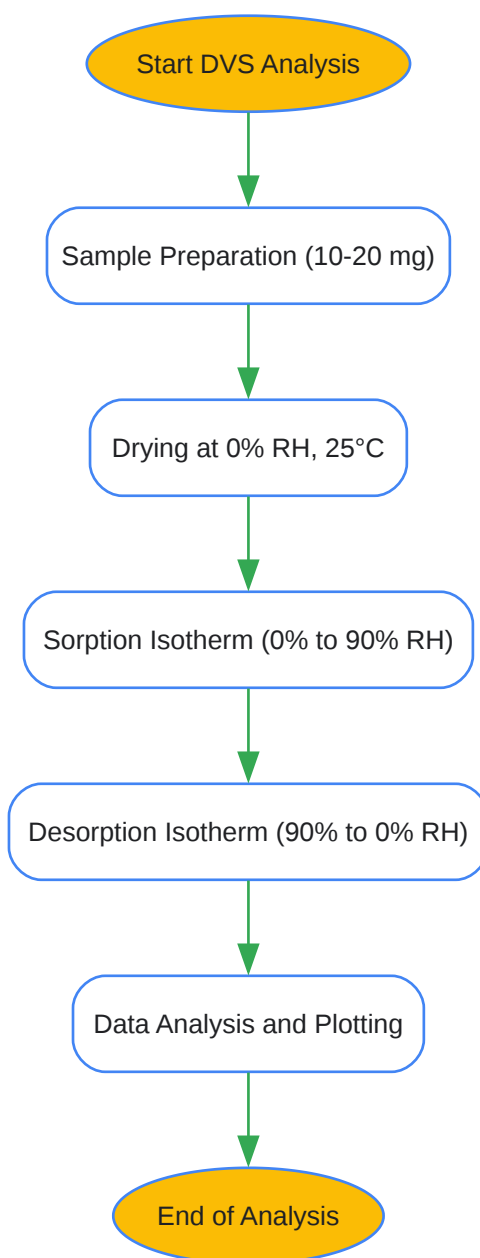 Start DVS Analysis
Sample Preparation (10-20 mg)
Drying at 0% RH, 25°C
Sorption Isotherm (0% to 90% RH)
Desorption Isotherm (90% to 0% RH)
Data Analysis and Plotting
End of Analysis